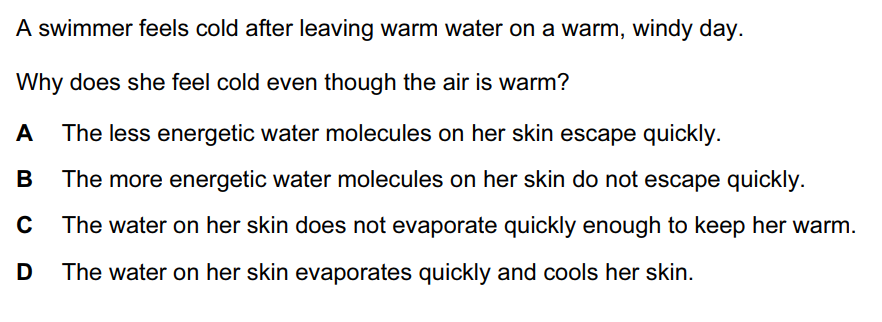 A swimmer feels cold after leaving warm water on a warm, windy day.
Why does she feel cold even though the air is warm?
A The less energetic water molecules on her skin escape quickly.
B The more energetic water molecules on her skin do not escape quickly.
C The water on her skin does not evaporate quickly enough to keep her warm.
D The water on her skin evaporates quickly and cools her skin.